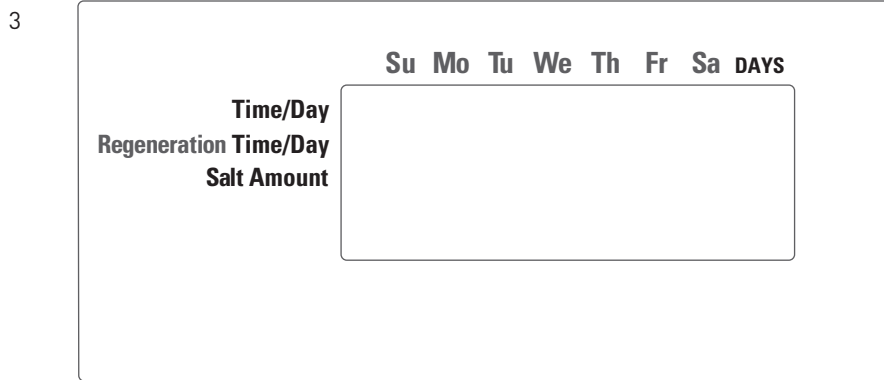 3
Su Mo Tu We Th Fr Sa DAYS
Time/Day
Regeneration Time/Day
Salt Amount